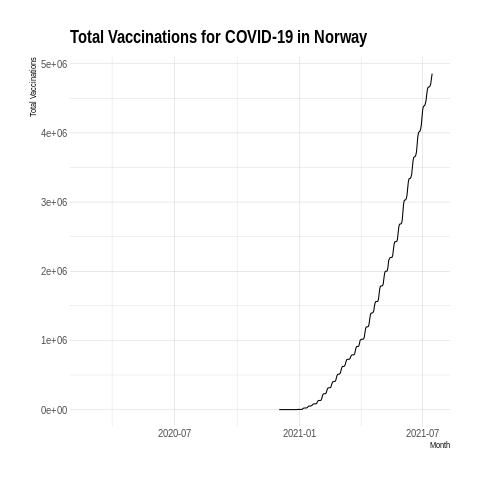 Total Vaccinations for COVID-19 in Norway
Total Vaccinations
5e+06
4e+06
3e+06
2e+06
1e+06
0e+00
2020-07
2021-01
2021-07
Month